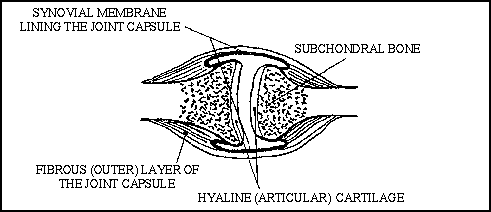 SYNOVIAL MEMBRANE
LINING THE JOINT CAPSULE
SUBCHONDRAL BONE
FIBROUS (OUTER) LAYER OF
THE JOINT CAPSULE
HYALINE (ARTICULAR) CARTILAGE